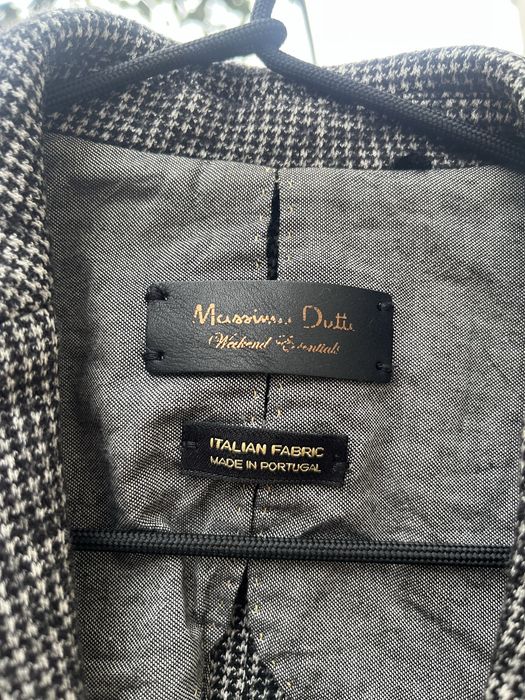 Massimo Dutti
Weekend Essentials
ITALIAN FABRIC
MADE IN PORTUGAL